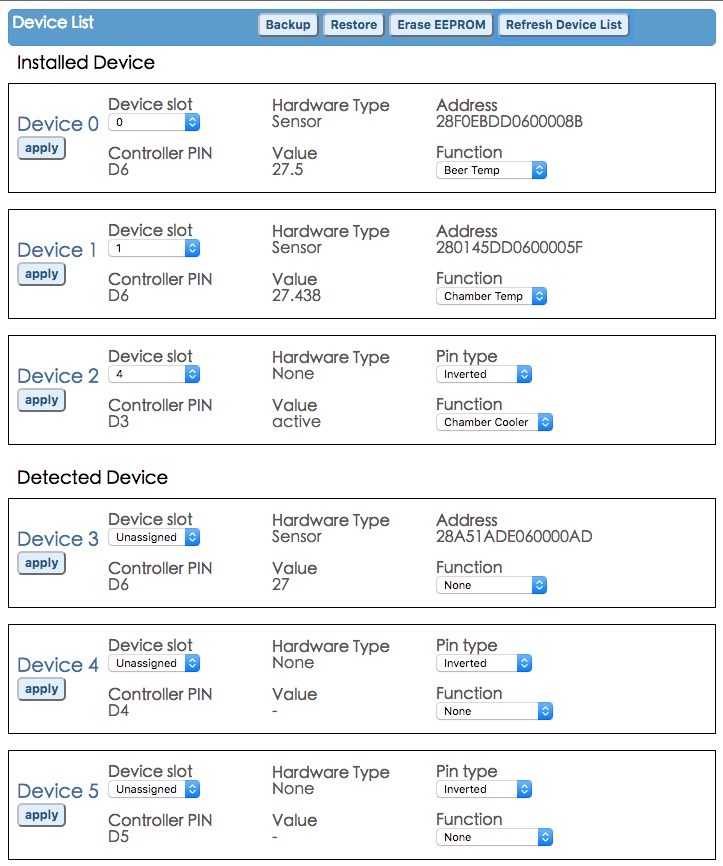 Device List Backup Restore Erase EEPROM Refresh Device List
Installed Device
Device 0
apply
Device slot
0
Hardware Type
Sensor
Address
28F0EBDD0600008B
Controller PIN
D6
Value
27.5
Function
Beer Temp
Device 1
apply
Device slot
1
Hardware Type
Sensor
Address
280145DD0600005F
Controller PIN
D6
Value
27.438
Function
Chamber Temp
Device 2
apply
Device slot
4
Hardware Type
None
Pin type
Inverted
Controller PIN
D3
Value
active
Function
Chamber Cooler
Detected Device
Device 3
apply
Device slot
Unassigned
Hardware Type
Sensor
Address
28A51ADE060000AD
Controller PIN
D6
Value
27
Function
None
Device 4
apply
Device slot
Unassigned
Hardware Type
None
Pin type
Inverted
Controller PIN
D4
Value
-
Function
None
Device 5
apply
Device slot
Unassigned
Hardware Type
None
Pin type
Inverted
Controller PIN
D5
Value
-
Function
None